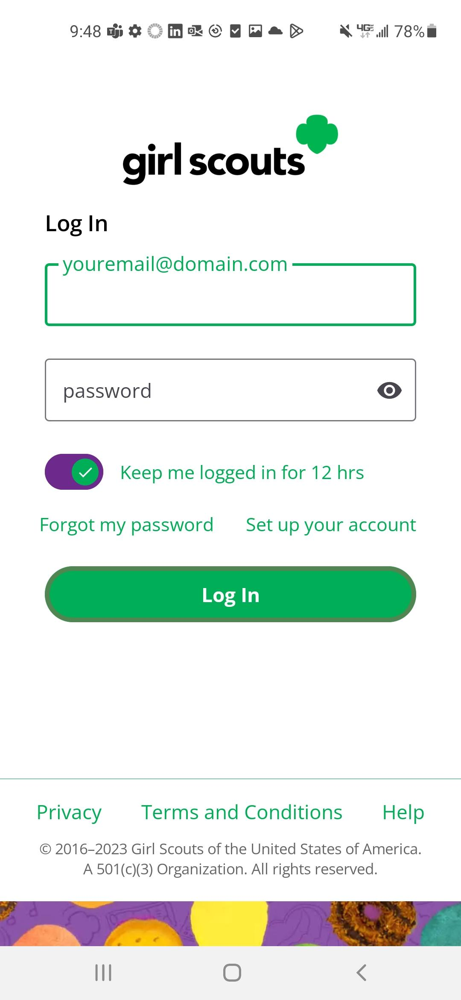 9:48 78%
girl scouts
Log In
youremail@domain.com
password
Keep me logged in for 12 hrs
Forgot my password Set up your account
Log In
Privacy Terms and Conditions Help
© 2016–2023 Girl Scouts of the United States of America.
A 501(c)(3) Organization. All rights reserved.